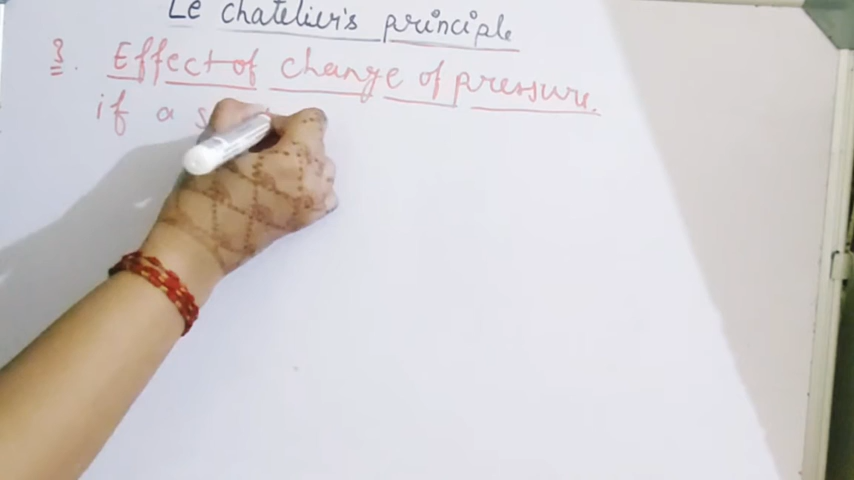 Le chatelier's principle
3. Effect of change of pressure.
if a s